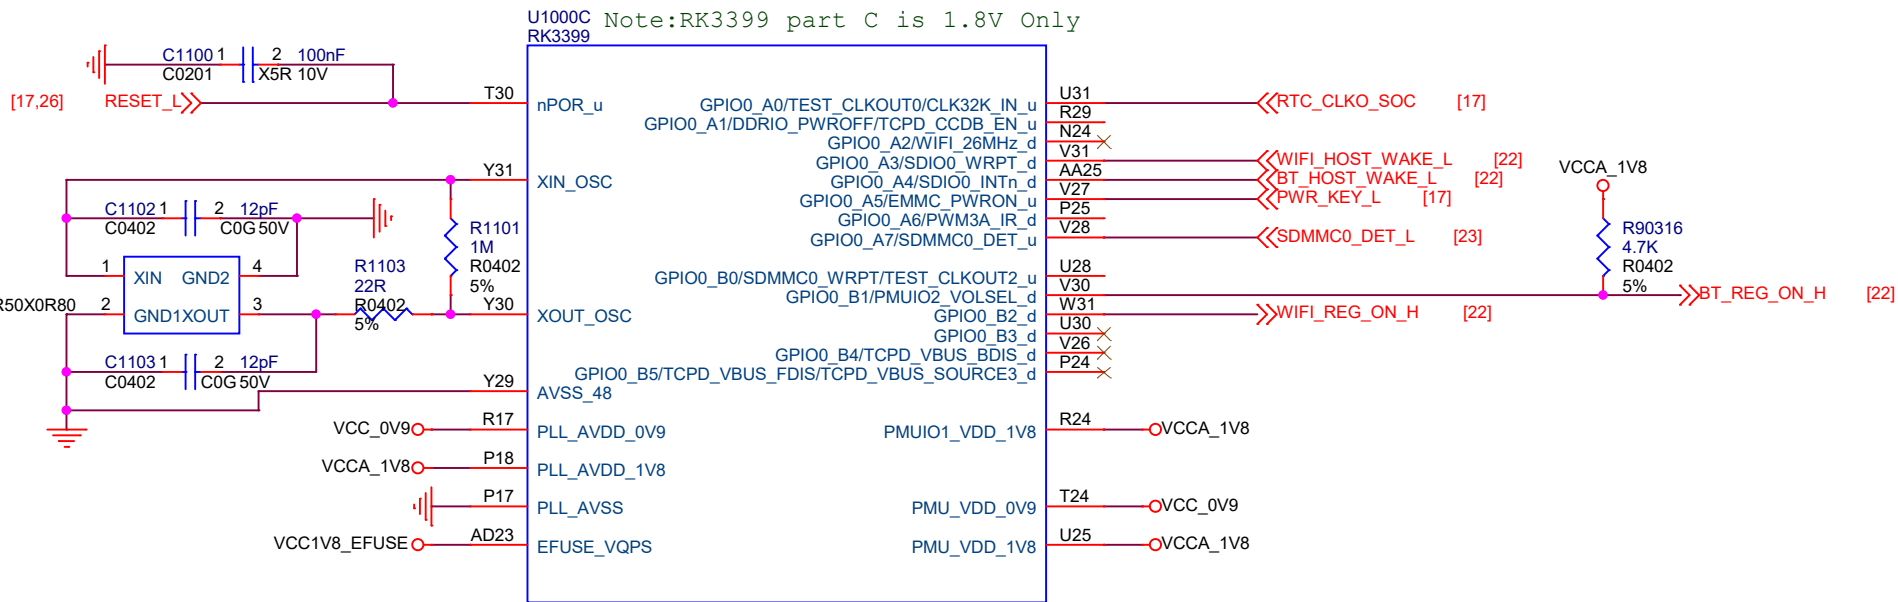 U1000C Note:RK3399 part C is 1.8V Only
RK3399
C1100 1 2 100nF
C0201 X5R 10V
[17,26] RESET_L
T30 nPOR_u
Y31 XIN_OSC
C1102 1 2 12pF
C0402 C0G 50V
R1101
1M
R0402
5%
1 XIN GND2 4
2 GND1 XOUT 3
R50X0R80
R1103
22R
R0402
5%
Y30 XOUT_OSC
C1103 1 2 12pF
C0402 C0G 50V
Y29 AVSS_48
VCC_0V9 R17 PLL_AVDD_0V9
VCCA_1V8 P18 PLL_AVDD_1V8
P17 PLL_AVSS
VCC1V8_EFUSE AD23 EFUSE_VQPS
GPIO0_A0/TEST_CLKOUT0/CLK32K_IN_u U31 RTC_CLKO_SOC [17]
GPIO0_A1/DDRIO_PWROFF/TCPD_CCDB_EN_u R29
GPIO0_A2/WIFI_26MHz_d N24
GPIO0_A3/SDIO0_WRPT_d V31 WIFI_HOST_WAKE_L [22]
GPIO0_A4/SDIO0_INTn_d AA25 BT_HOST_WAKE_L [22]
GPIO0_A5/EMMC_PWRON_u V27 PWR_KEY_L [17]
GPIO0_A6/PWM3A_IR_d P25
GPIO0_A7/SDMMC0_DET_u V28 SDMMC0_DET_L [23]
GPIO0_B0/SDMMC0_WRPT/TEST_CLKOUT2_u U28
GPIO0_B1/PMUIO2_VOLSEL_d V30 BT_REG_ON_H [22]
GPIO0_B2_d W31 WIFI_REG_ON_H [22]
GPIO0_B3_d U30
GPIO0_B4/TCPD_VBUS_BDIS_d V26
GPIO0_B5/TCPD_VBUS_FDIS/TCPD_VBUS_SOURCE3_d P24
PMUIO1_VDD_1V8 R24 VCCA_1V8
PMU_VDD_0V9 T24 VCC_0V9
PMU_VDD_1V8 U25 VCCA_1V8
VCCA_1V8
R90316
4.7K
R0402
5%